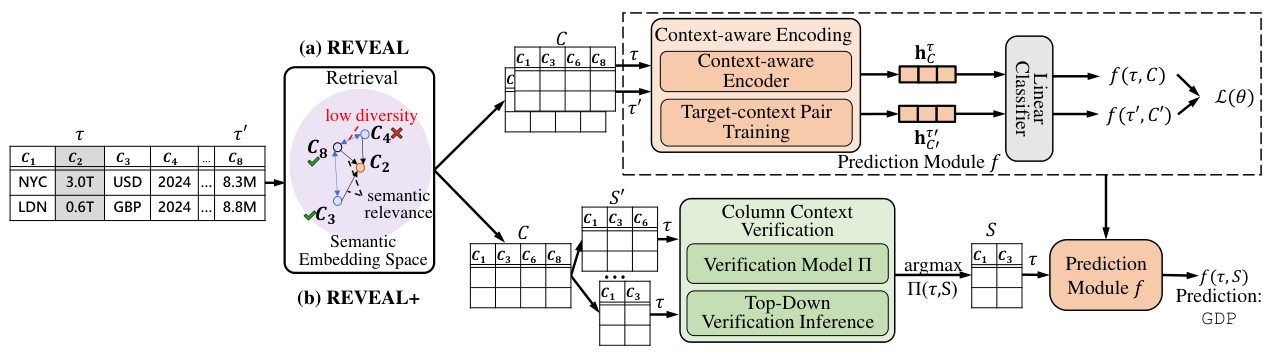 (a) REVEAL
Retrieval
low diversity
C₄
C₈
C₂
C₃
semantic
relevance
Semantic
Embedding Space
(b) REVEAL+
τ τ′
C₁ C₂ C₃ C₄ ... C₈
NYC 3.0T USD 2024 ... 8.3M
LDN 0.6T GBP 2024 ... 8.8M
C
C₁ C₃ C₆ C₈
C
τ
τ′
Context-aware Encoding
Context-aware
Encoder
Target-context Pair
Training
h_C^τ
h_{C′}^{τ′}
Linear
Classifier
f(τ, C)
f(τ′, C′)
ℒ(θ)
Prediction Module f
C
C₁ C₃ C₆ C₈
S′
C₁ C₃ C₆
τ
...
C₁ C₃
τ
Column Context
Verification
Verification Model Π
Top-Down
Verification Inference
argmax
Π(τ,S)
S
C₁ C₃
τ
Prediction
Module f
f(τ, S)
Prediction:
GDP